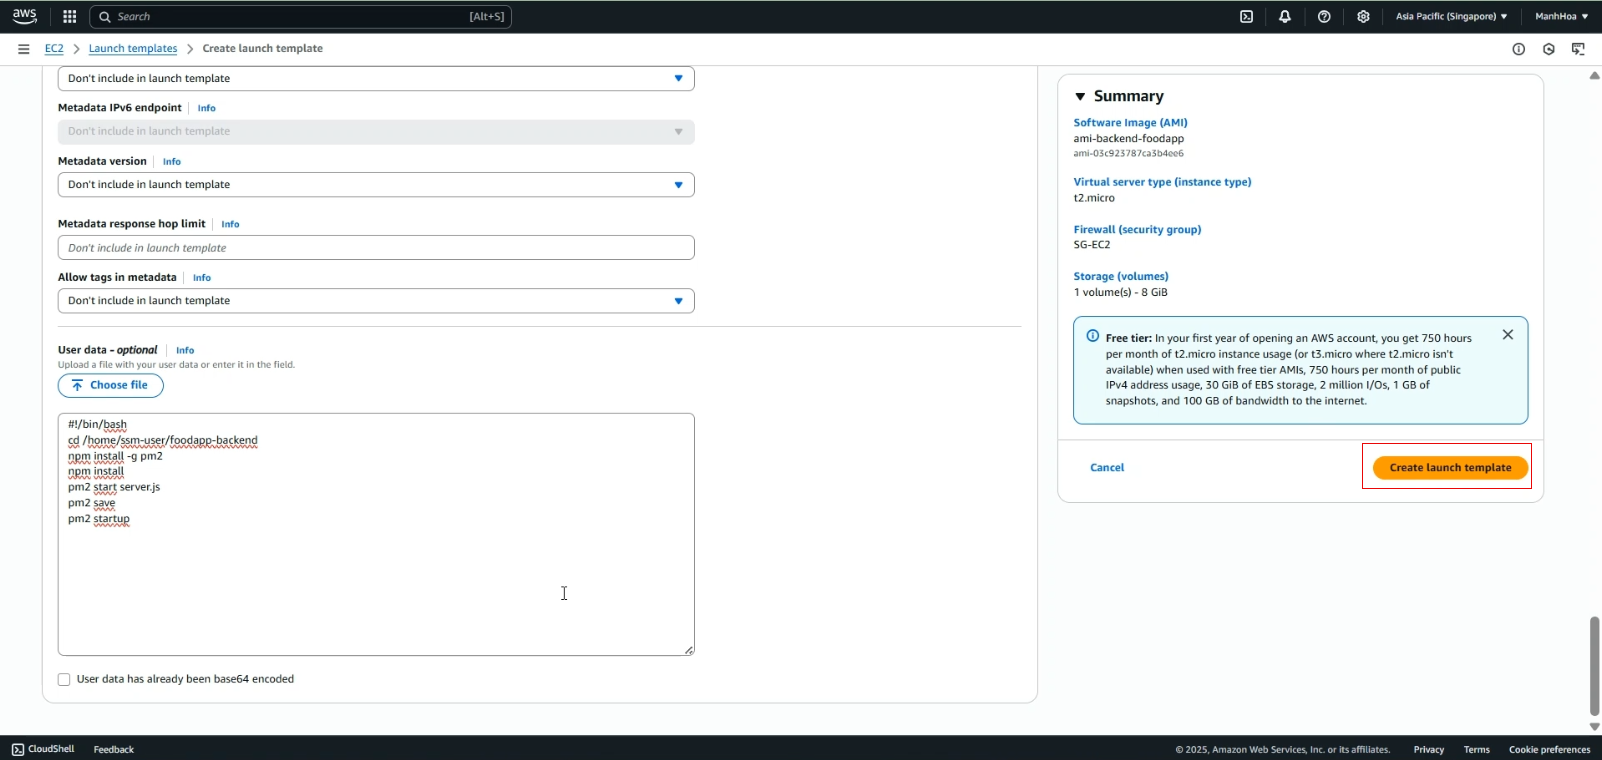 aws
Search
[Alt+S]
Asia Pacific (Singapore)
ManhHoa
EC2
Launch templates
Create launch template
Don't include in launch template
Metadata IPv6 endpoint
Info
Don't include in launch template
Metadata version
Info
Don't include in launch template
Metadata response hop limit
Info
Don't include in launch template
Allow tags in metadata
Info
Don't include in launch template
User data - optional
Info
Upload a file with your user data or enter it in the field.
Choose file
#!/bin/bash
cd /home/ssm-user/foodapp-backend
npm install -g pm2
npm install
pm2 start server.js
pm2 save
pm2 startup
User data has already been base64 encoded
Summary
Software Image (AMI)
ami-backend-foodapp
ami-03c923787ca3b4ee6
Virtual server type (instance type)
t2.micro
Firewall (security group)
SG-EC2
Storage (volumes)
1 volume(s) - 8 GiB
Free tier: In your first year of opening an AWS account, you get 750 hours
per month of t2.micro instance usage (or t3.micro where t2.micro isn't
available) when used with free tier AMIs, 750 hours per month of public
IPv4 address usage, 30 GiB of EBS storage, 2 million I/Os, 1 GB of
snapshots, and 100 GB of bandwidth to the internet.
Cancel
Create launch template
CloudShell
Feedback
© 2025, Amazon Web Services, Inc. or its affiliates.
Privacy
Terms
Cookie preferences